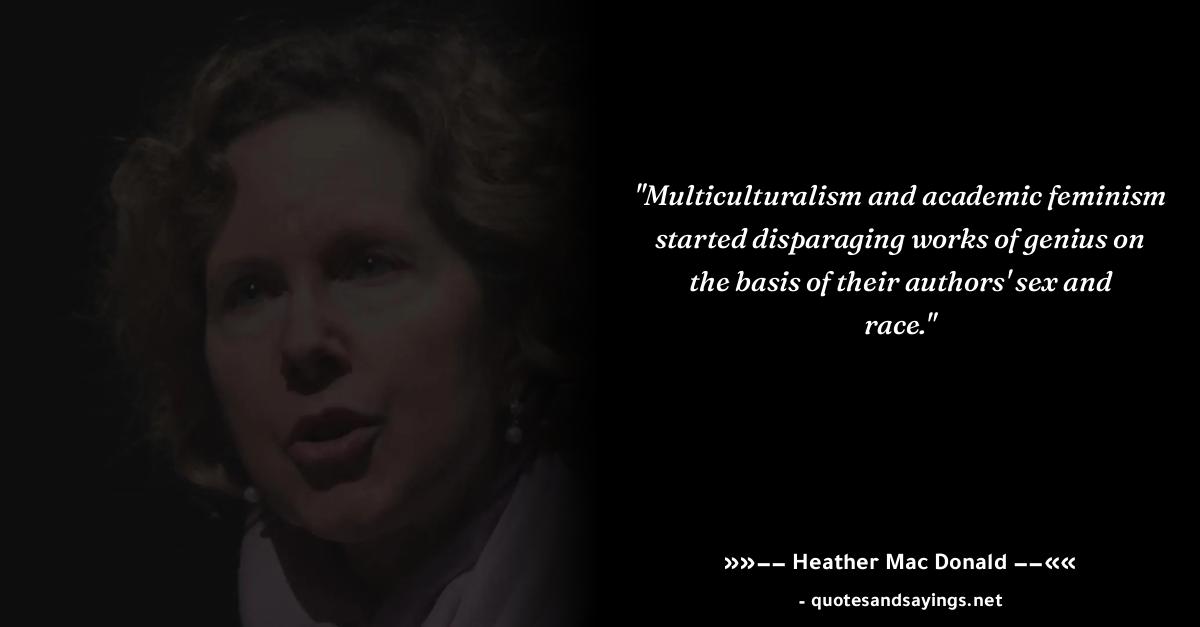 "Multiculturalism and academic feminism
started disparaging works of genius on
the basis of their authors' sex and
race."
»»–– Heather Mac Donald ––««
- quotesandsayings.net